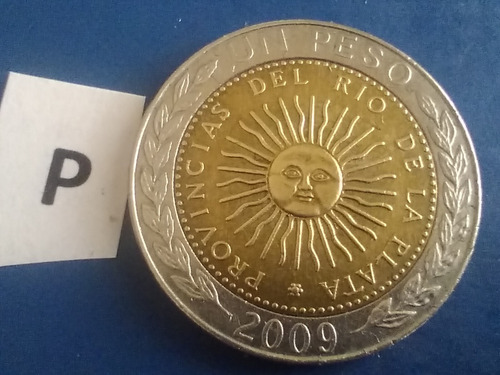 P
UN PESO
PROVINCIAS DEL RIO DE LA PLATA
2009